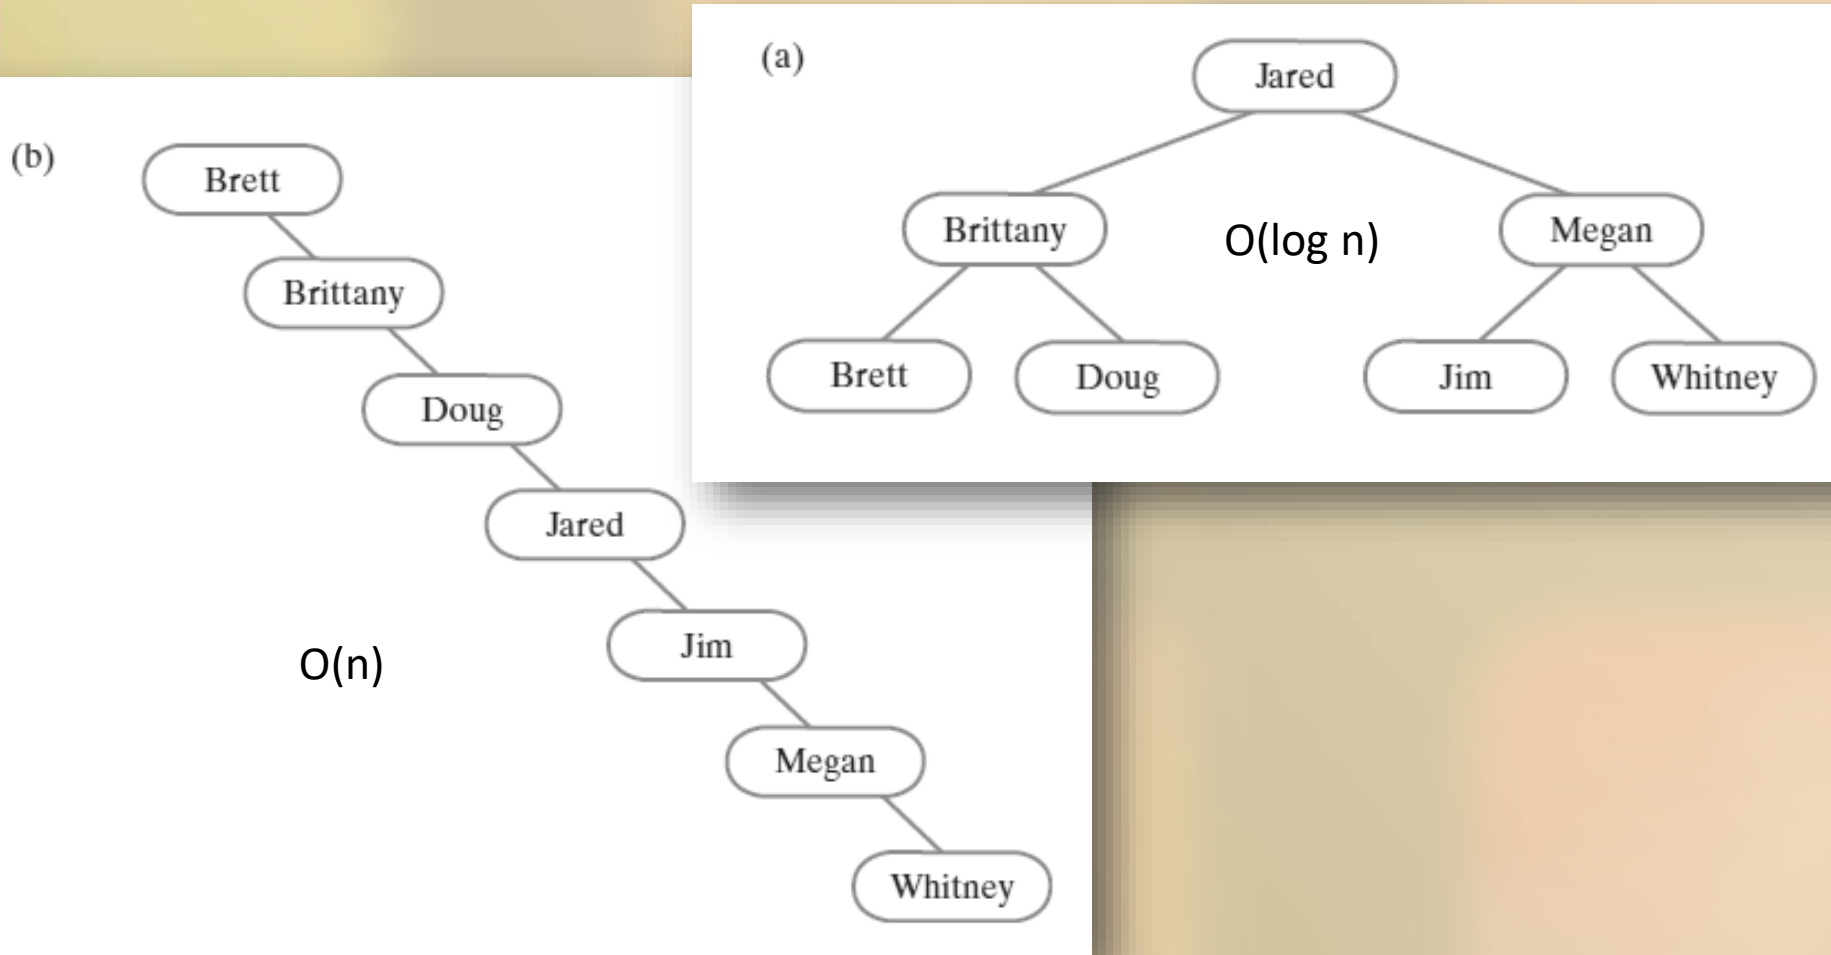 (a)
Jared
Brittany
O(log n)
Megan
Brett
Doug
Jim
Whitney
(b)
Brett
Brittany
Doug
Jared
Jim
O(n)
Megan
Whitney